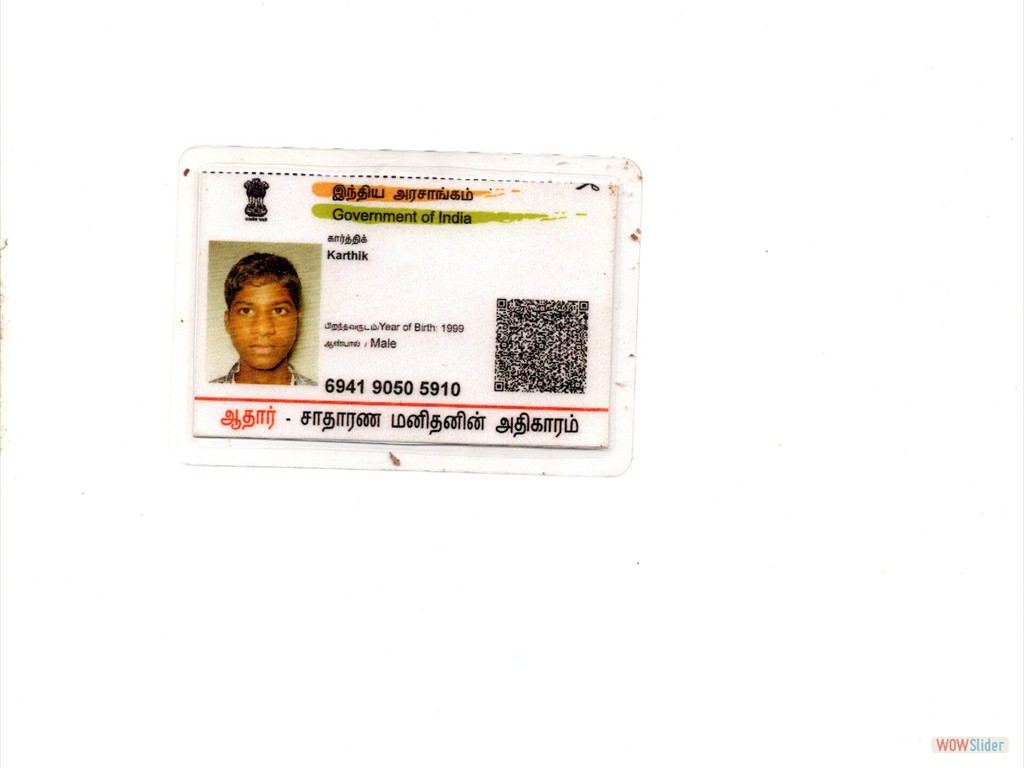 இந்திய அரசாங்கம்
Government of India
கார்த்திக்
Karthik
பிறந்தவருடம்/Year of Birth: 1999
ஆண்பால் / Male
6941 9050 5910
ஆதார் - சாதாரண மனிதனின் அதிகாரம்
WOWSlider